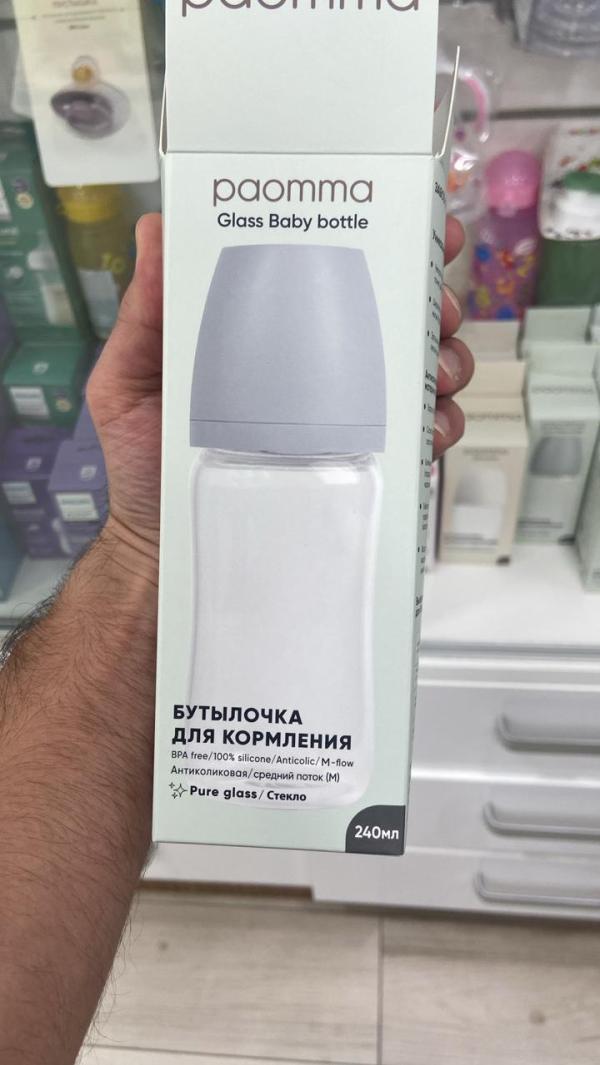 paomma
paomma
Glass Baby bottle
БУТЫЛОЧКА
ДЛЯ КОРМЛЕНИЯ
BPA free/100% silicone/Anticolic/M-flow
Антиколиковая/средний поток (M)
Pure glass / Стекло
240мл